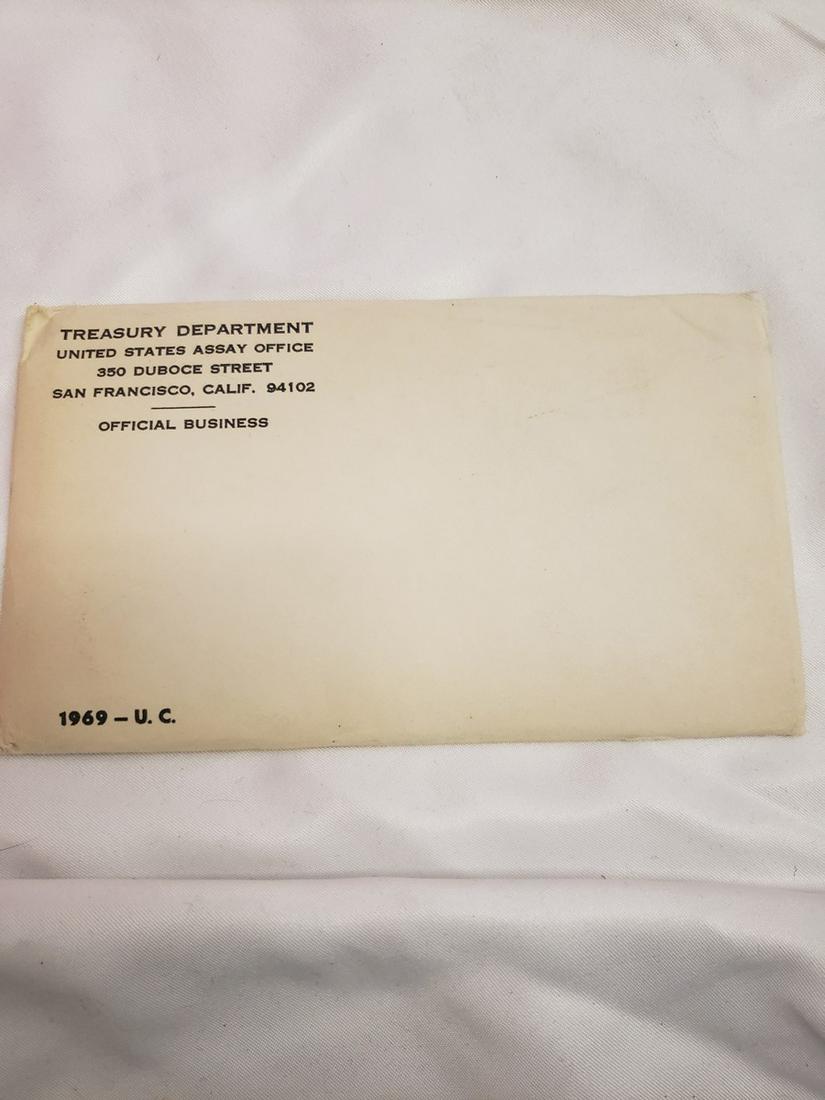 TREASURY DEPARTMENT
UNITED STATES ASSAY OFFICE
350 DUBOCE STREET
SAN FRANCISCO, CALIF. 94102
OFFICIAL BUSINESS
1969 – U. C.